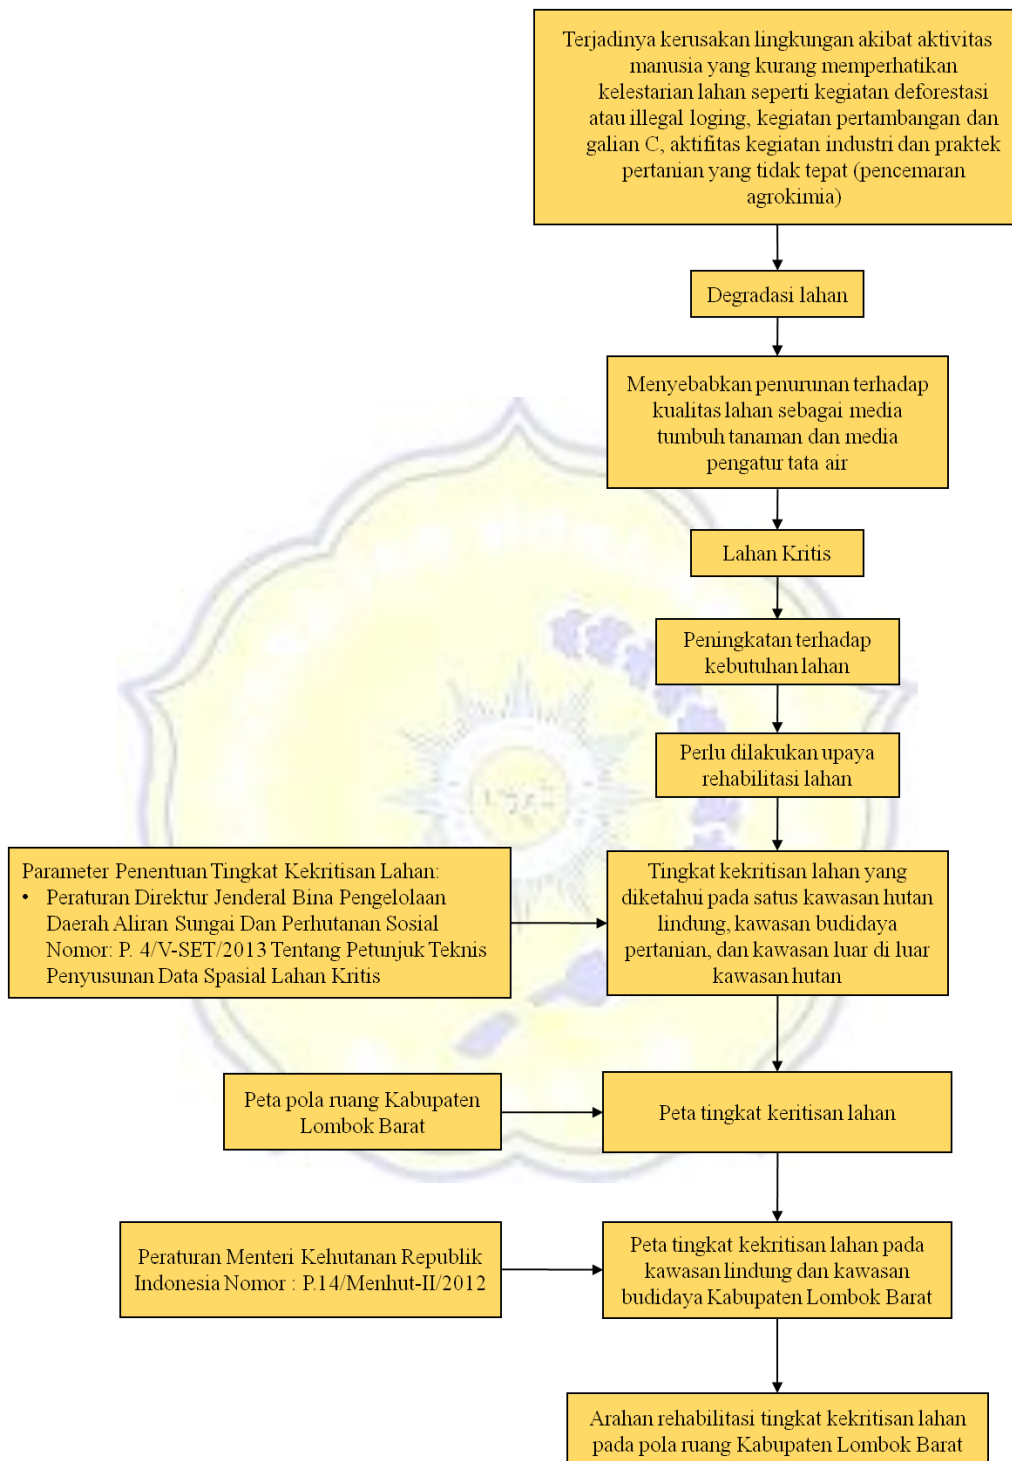 Terjadinya kerusakan lingkungan akibat aktivitas
manusia yang kurang memperhatikan
kelestarian lahan seperti kegiatan deforestasi
atau illegal loging, kegiatan pertambangan dan
galian C, aktifitas kegiatan industri dan praktek
pertanian yang tidak tepat (pencemaran
agrokimia)
Degradasi lahan
Menyebabkan penurunan terhadap
kualitas lahan sebagai media
tumbuh tanaman dan media
pengatur tata air
Lahan Kritis
Peningkatan terhadap
kebutuhan lahan
Perlu dilakukan upaya
rehabilitasi lahan
Parameter Penentuan Tingkat Kekritisan Lahan:
• Peraturan Direktur Jenderal Bina Pengelolaan
Daerah Aliran Sungai Dan Perhutanan Sosial
Nomor: P. 4/V-SET/2013 Tentang Petunjuk Teknis
Penyusunan Data Spasial Lahan Kritis
Tingkat kekritisan lahan yang
diketahui pada satus kawasan hutan
lindung, kawasan budidaya
pertanian, dan kawasan luar di luar
kawasan hutan
Peta pola ruang Kabupaten
Lombok Barat
Peta tingkat keritisan lahan
Peraturan Menteri Kehutanan Republik
Indonesia Nomor : P.14/Menhut-II/2012
Peta tingkat kekritisan lahan pada
kawasan lindung dan kawasan
budidaya Kabupaten Lombok Barat
Arahan rehabilitasi tingkat kekritisan lahan
pada pola ruang Kabupaten Lombok Barat